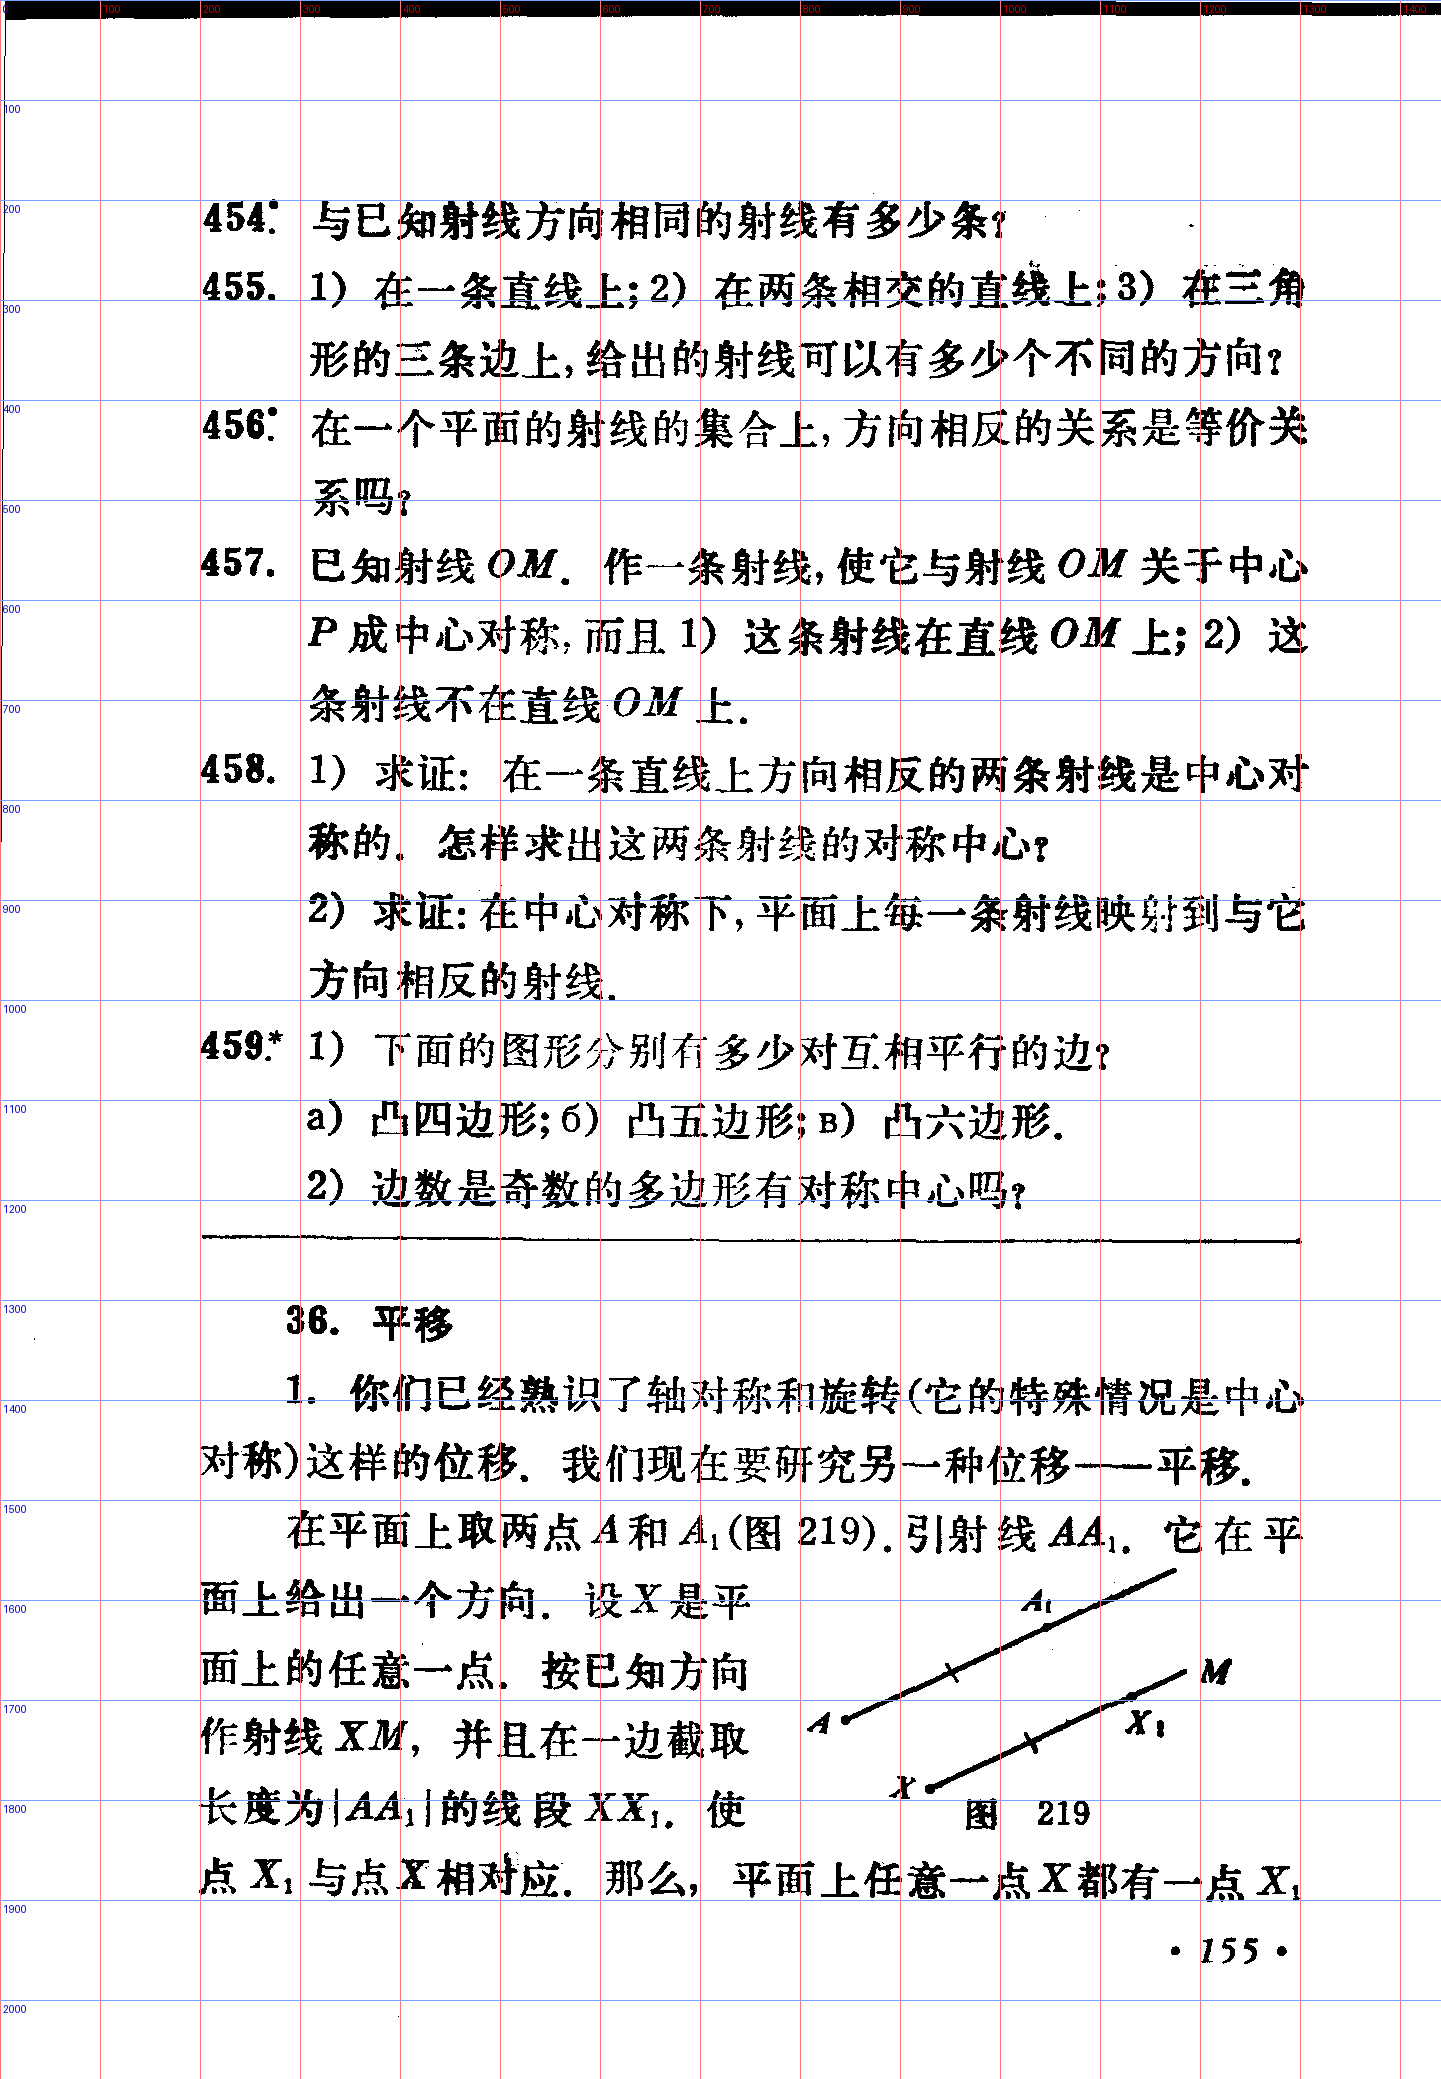 454°. 与已知射线方向相同的射线有多少条?
455. 1) 在一条直线上;2) 在两条相交的直线上;3) 在三角
形的三条边上,给出的射线可以有多少个不同的方向?
456°. 在一个平面的射线的集合上,方向相反的关系是等价关
系吗?
457. 已知射线 OM. 作一条射线,使它与射线 OM 关于中心
P 成中心对称,而且 1) 这条射线在直线 OM 上; 2) 这
条射线不在直线 OM 上.
458. 1) 求证: 在一条直线上方向相反的两条射线是中心对
称的. 怎样求出这两条射线的对称中心?
2) 求证: 在中心对称下,平面上每一条射线映射到与它
方向相反的射线.
459*. 1) 下面的图形分别有多少对互相平行的边?
а) 凸四边形; б) 凸五边形; в) 凸六边形.
2) 边数是奇数的多边形有对称中心吗?
36. 平移
1. 你们已经熟识了轴对称和旋转(它的特殊情况是中心
对称)这样的位移. 我们现在要研究另一种位移——平移.
在平面上取两点 A 和 A₁(图 219). 引射线 AA₁. 它在平
面上给出一个方向. 设 X 是平
面上的任意一点. 按已知方向
作射线 XM, 并且在一边截取
长度为|AA₁|的线段 XX₁. 使
A₁
M
A
X₁
X
图 219
点 X₁ 与点 X 相对应. 那么, 平面上任意一点 X 都有一点 X₁
• 155 •